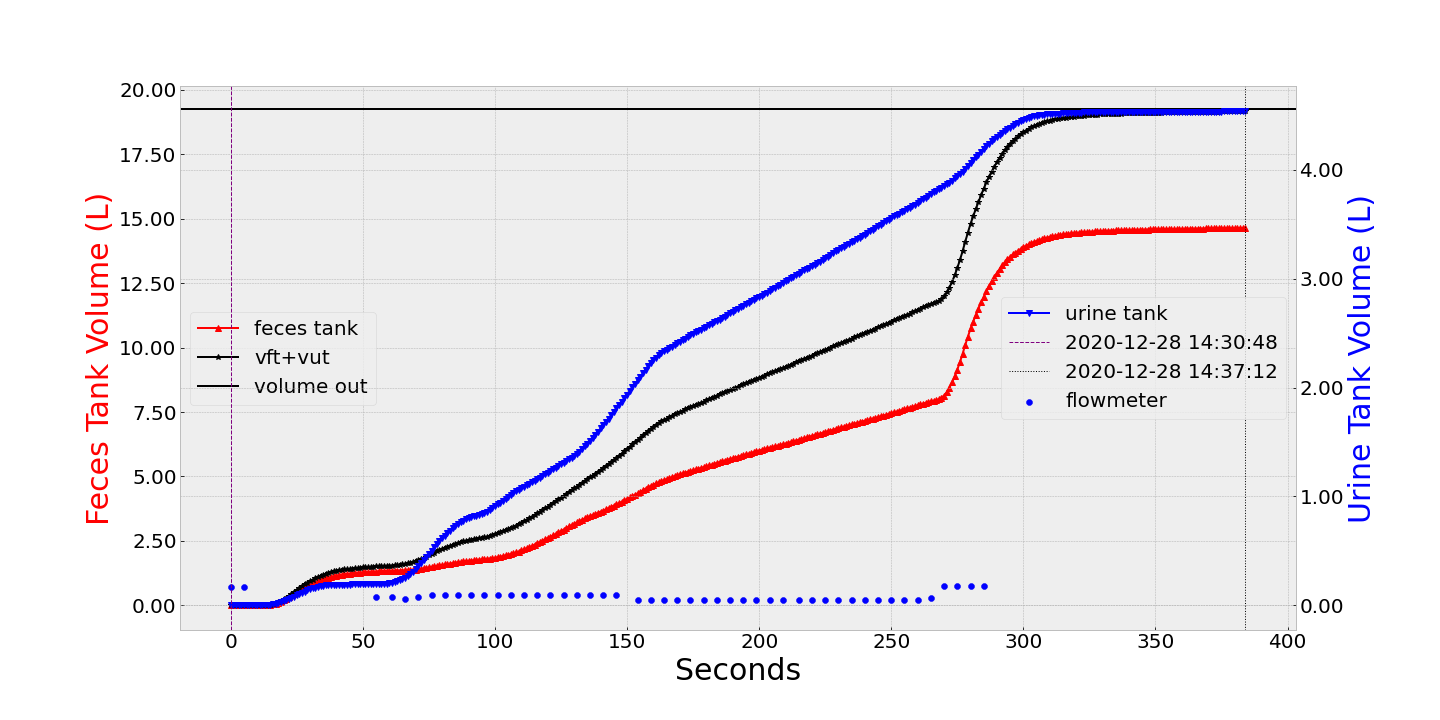 20.00
17.50
15.00
12.50
10.00
7.50
5.00
2.50
0.00
Feces Tank Volume (L)
feces tank
vft+vut
volume out
urine tank
2020-12-28 14:30:48
2020-12-28 14:37:12
flowmeter
4.00
3.00
2.00
1.00
0.00
Urine Tank Volume (L)
0 50 100 150 200 250 300 350 400
Seconds